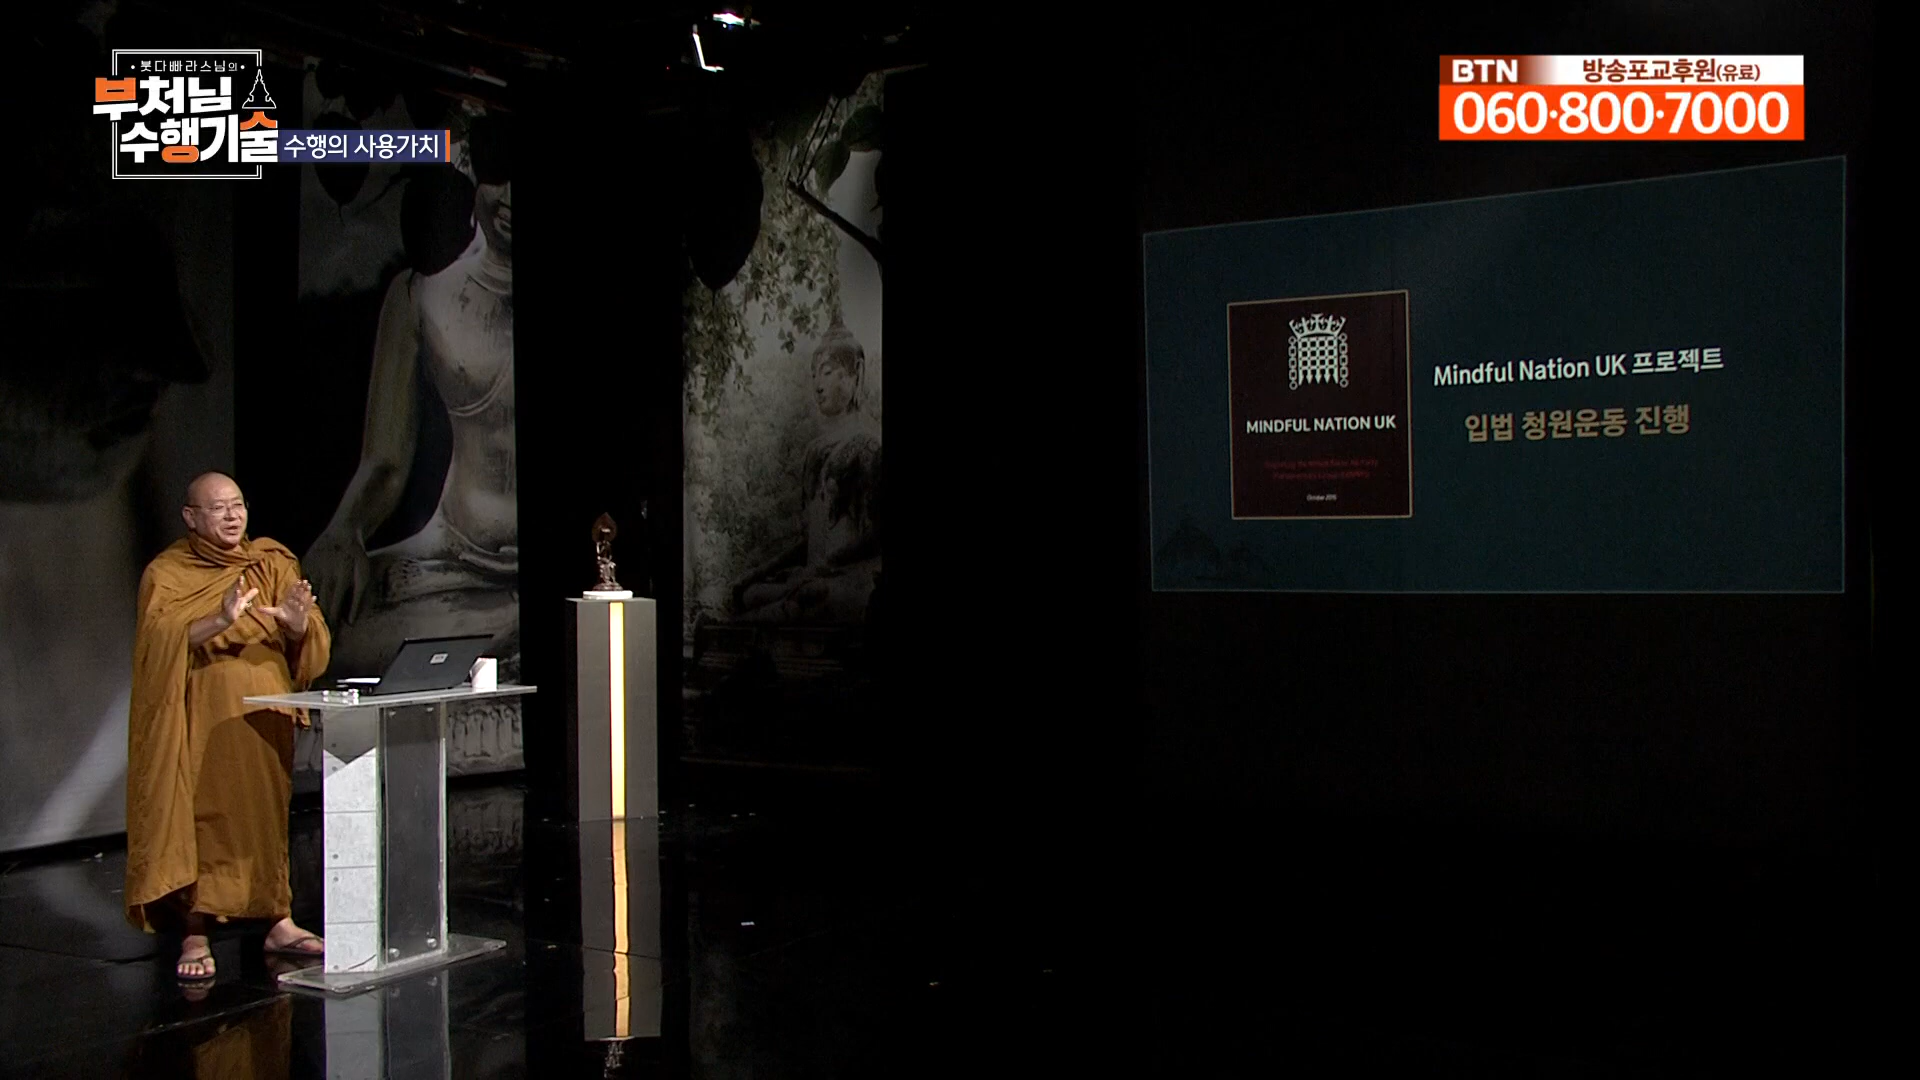 •붓다빠라스님의•
부처님
수행기술
수행의 사용가치
BTN 방송포교후원(유료)
060·800·7000
MINDFUL NATION UK
October 2015
Mindful Nation UK 프로젝트
입법 청원운동 진행